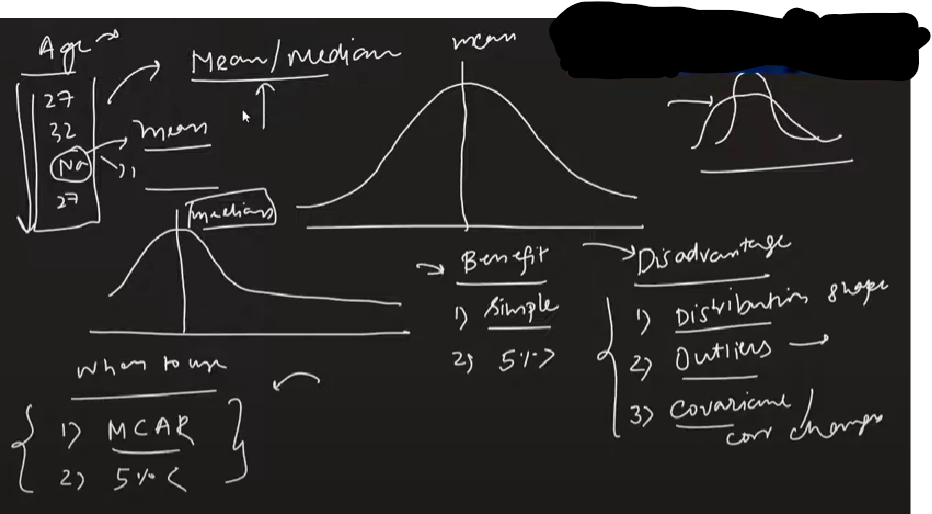 Age →
27
32
Na
27
Mean/Median
mean
mean
median
When to use
1) MCAR
2) 5% <
Benefit
1) Simple
2) 5%>
Disadvantage
1) Distribution shape
2) Outliers
3) Covariance/
corr changes